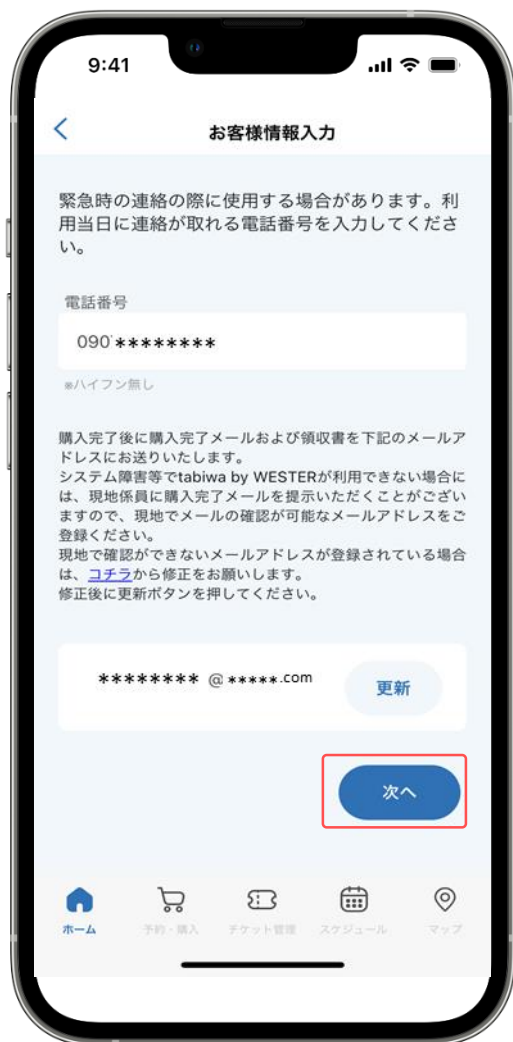 9:41
お客様情報入力
緊急時の連絡の際に使用する場合があります。利
用当日に連絡が取れる電話番号を入力してくださ
い。
電話番号
090********
※ハイフン無し
購入完了後に購入完了メールおよび領収書を下記のメールア
ドレスにお送りいたします。
システム障害等でtabiwa by WESTERが利用できない場合に
は、現地係員に購入完了メールを提示いただくことがござい
ますので、現地でメールの確認が可能なメールアドレスをご
登録ください。
現地で確認ができないメールアドレスが登録されている場合
は、コチラから修正をお願いします。
修正後に更新ボタンを押してください。
********@*****.com
更新
次へ
ホーム 予約・購入 チケット管理 スケジュール マップ